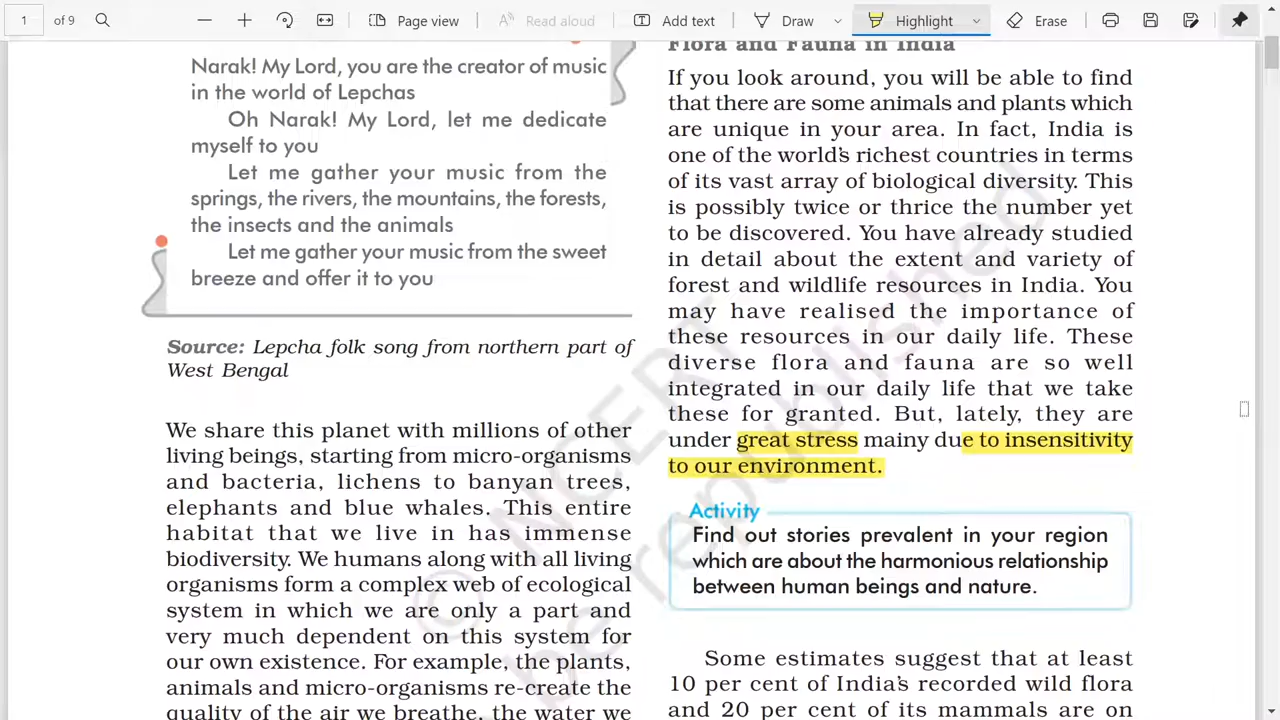 1 of 9 Page view Read aloud Add text Draw Highlight Erase
Narak! My Lord, you are the creator of music
in the world of Lepchas
Oh Narak! My Lord, let me dedicate
myself to you
Let me gather your music from the
springs, the rivers, the mountains, the forests,
the insects and the animals
Let me gather your music from the sweet
breeze and offer it to you
Source: Lepcha folk song from northern part of
West Bengal
We share this planet with millions of other
living beings, starting from micro-organisms
and bacteria, lichens to banyan trees,
elephants and blue whales. This entire
habitat that we live in has immense
biodiversity. We humans along with all living
organisms form a complex web of ecological
system in which we are only a part and
very much dependent on this system for
our own existence. For example, the plants,
animals and micro-organisms re-create the
quality of the air we breathe, the water we
Flora and Fauna in India
If you look around, you will be able to find
that there are some animals and plants which
are unique in your area. In fact, India is
one of the world's richest countries in terms
of its vast array of biological diversity. This
is possibly twice or thrice the number yet
to be discovered. You have already studied
in detail about the extent and variety of
forest and wildlife resources in India. You
may have realised the importance of
these resources in our daily life. These
diverse flora and fauna are so well
integrated in our daily life that we take
these for granted. But, lately, they are
under great stress mainy due to insensitivity
to our environment.
Activity
Find out stories prevalent in your region
which are about the harmonious relationship
between human beings and nature.
Some estimates suggest that at least
10 per cent of India's recorded wild flora
and 20 per cent of its mammals are on
© NCERT
be republished